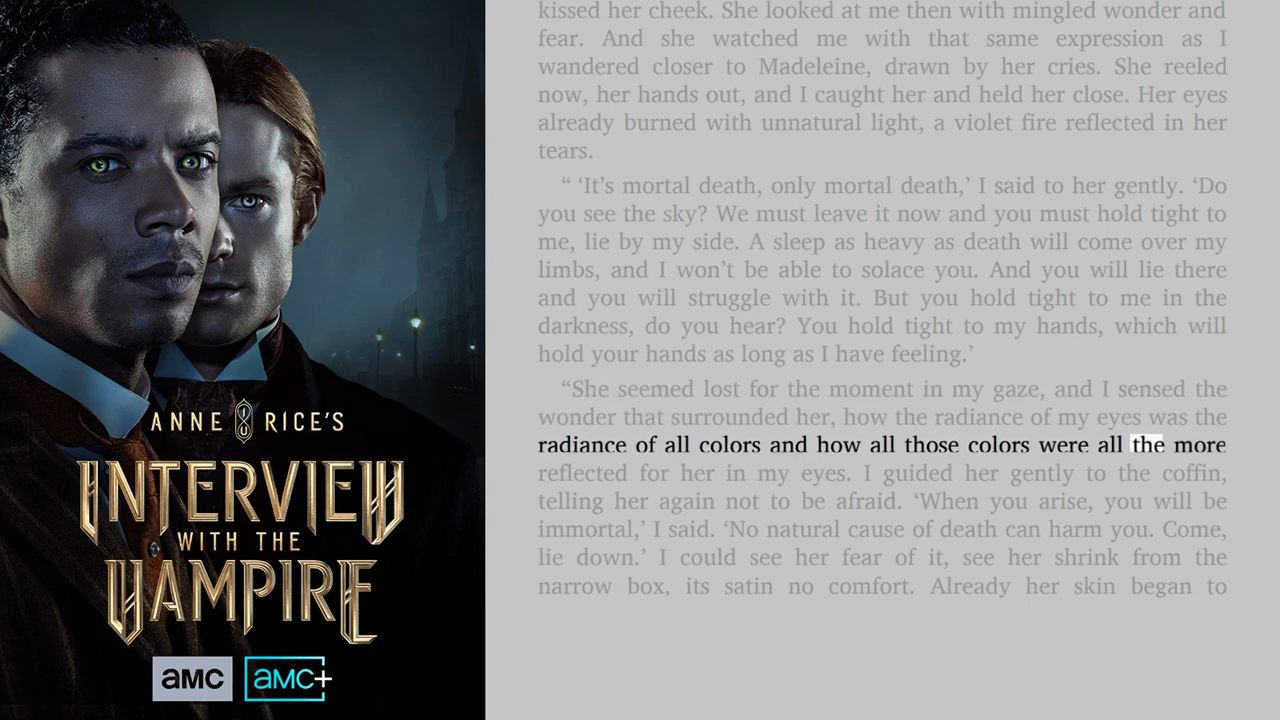 ANNE RICE'S
INTERVIEW
WITH THE
VAMPIRE
amc
amc+
kissed her cheek. She looked at me then with mingled wonder and
fear. And she watched me with that same expression as I
wandered closer to Madeleine, drawn by her cries. She reeled
now, her hands out, and I caught her and held her close. Her eyes
already burned with unnatural light, a violet fire reflected in her
tears.
“ ‘It’s mortal death, only mortal death,’ I said to her gently. ‘Do
you see the sky? We must leave it now and you must hold tight to
me, lie by my side. A sleep as heavy as death will come over my
limbs, and I won’t be able to solace you. And you will lie there
and you will struggle with it. But you hold tight to me in the
darkness, do you hear? You hold tight to my hands, which will
hold your hands as long as I have feeling.’
“She seemed lost for the moment in my gaze, and I sensed the
wonder that surrounded her, how the radiance of my eyes was the
radiance of all colors and how all those colors were all the more
reflected for her in my eyes. I guided her gently to the coffin,
telling her again not to be afraid. ‘When you arise, you will be
immortal,’ I said. ‘No natural cause of death can harm you. Come,
lie down.’ I could see her fear of it, see her shrink from the
narrow box, its satin no comfort. Already her skin began to